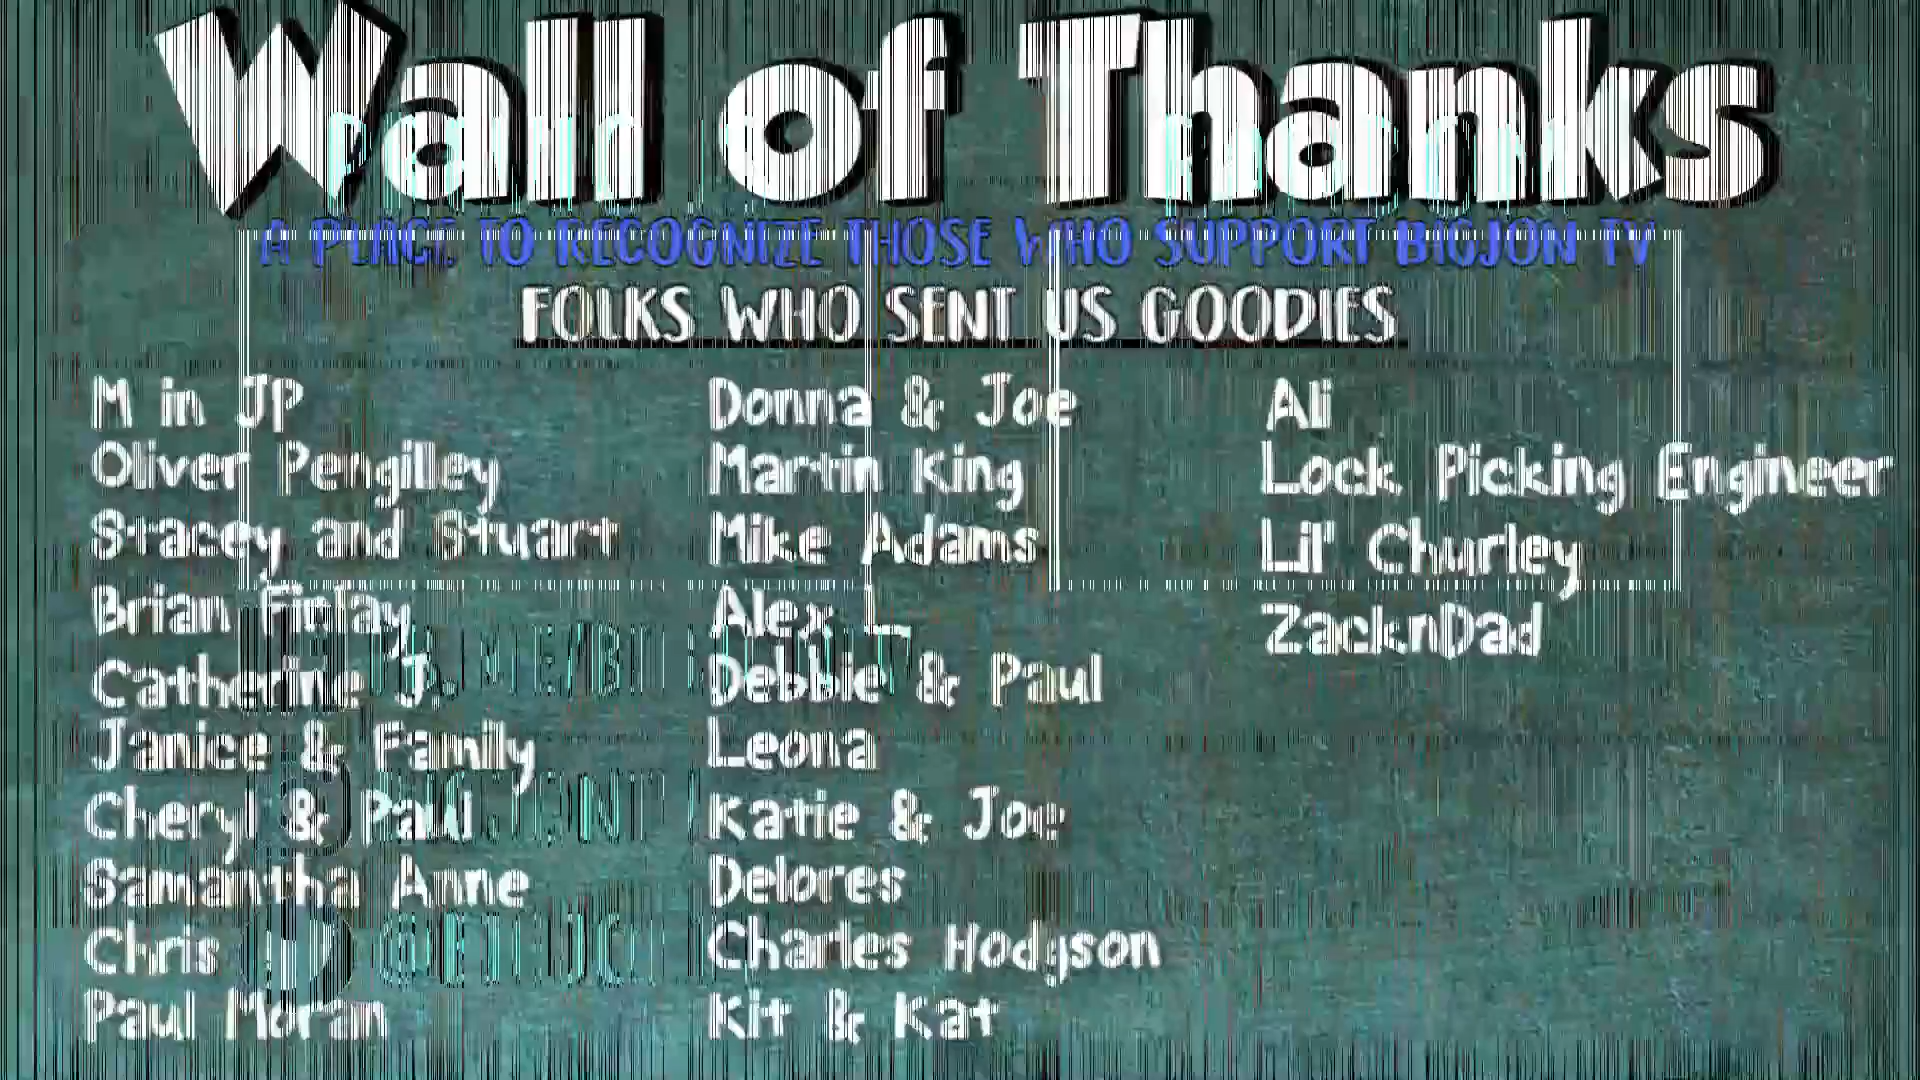 Wall of Thanks
A PLACE TO RECOGNIZE THOSE WHO SUPPORT BIGJON TV
FOLKS WHO SENT US GOODIES
M in JP
Oliver Pengilley
Stacey and Stuart
Brian Finlay
Catherine J.
Janice & Family
Cheryl & Paul
Samantha Anne
Chris
Paul Moran
Donna & Joe
Martin King
Mike Adams
Alex L.
Debbie & Paul
Leona
Katie & Joe
Delores
Charles Hodgson
Kit & Kat
Ali
Lock Picking Engineer
Lil' Churley
ZacknDad